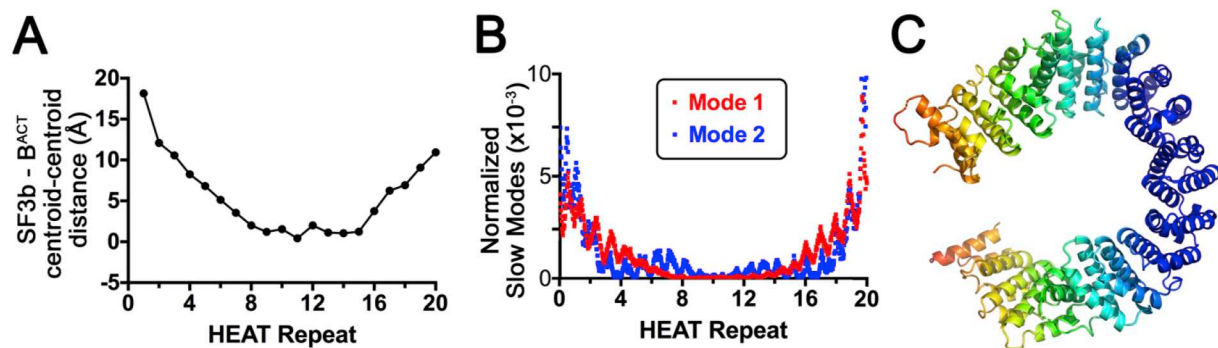 A
SF3b - B^ACT
centroid-centroid
distance (Å)
20
15
10
5
0
-5
0 4 8 12 16 20
HEAT Repeat
B
Normalized
Slow Modes (x10^-3)
10
5
0
Mode 1
Mode 2
0 4 8 12 16 20
HEAT Repeat
C